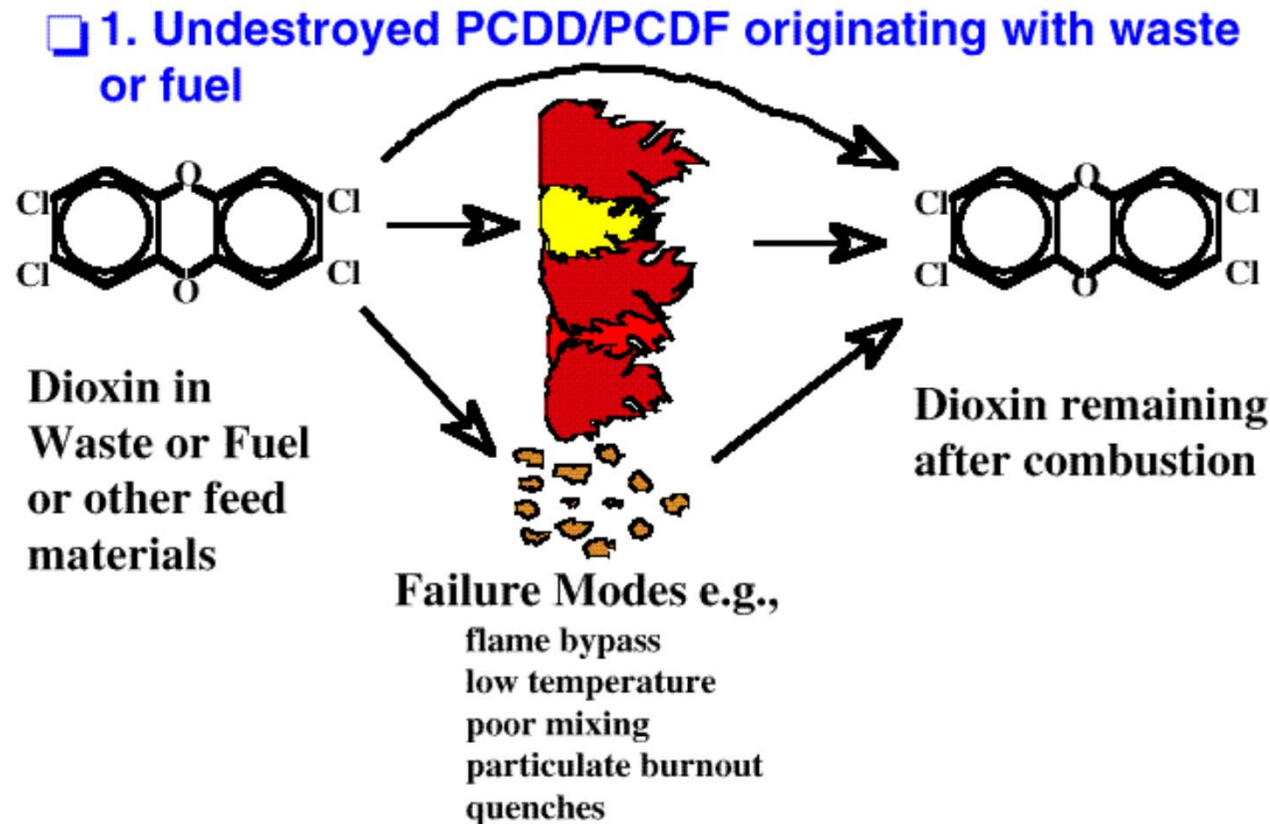 1. Undestroyed PCDD/PCDF originating with waste
or fuel
Cl O Cl
Cl O Cl
Cl O Cl
Cl O Cl
Dioxin in
Waste or Fuel
or other feed
materials
Dioxin remaining
after combustion
Failure Modes e.g.,
flame bypass
low temperature
poor mixing
particulate burnout
quenches